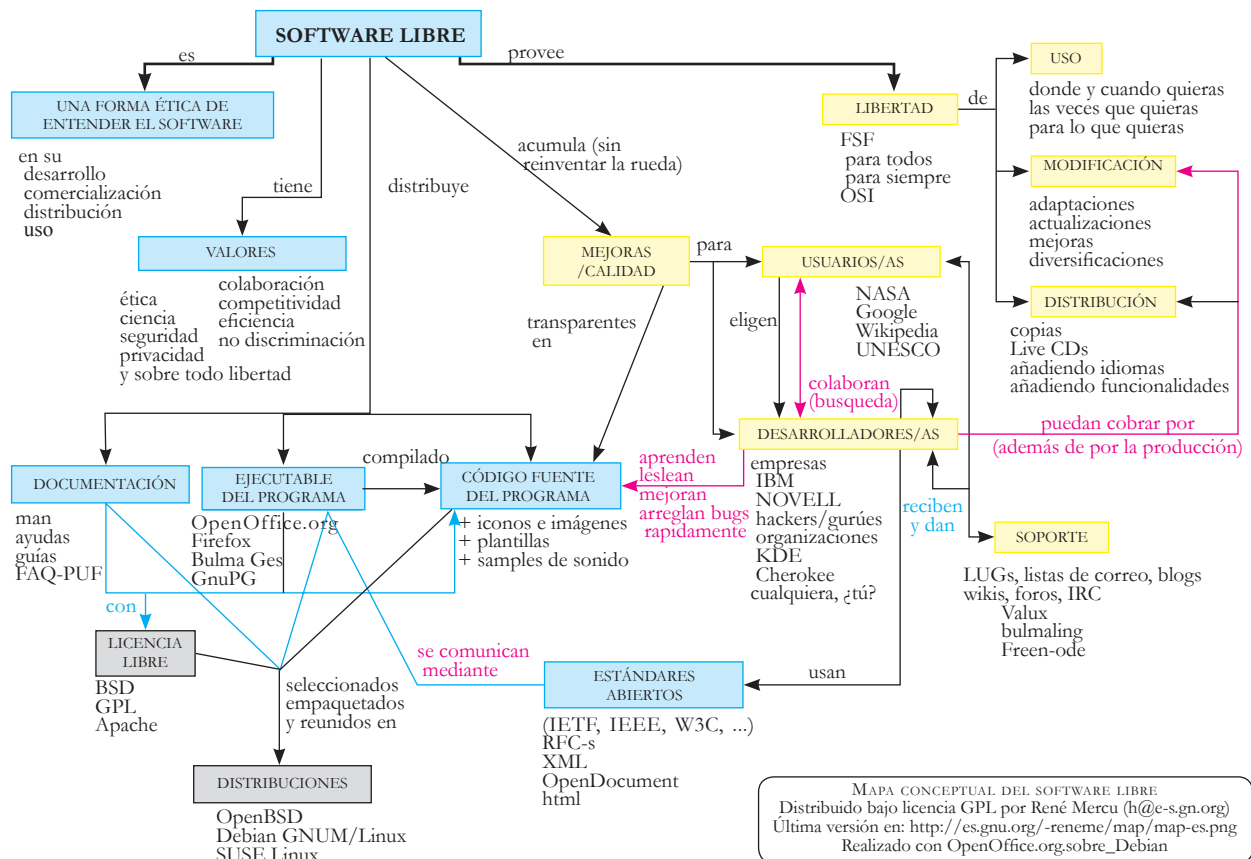 SOFTWARE LIBRE
es
provee
UNA FORMA ÉTICA DE
ENTENDER EL SOFTWARE
en su
desarrollo
comercialización
distribución
uso
tiene
VALORES
colaboración
competitividad
eficiencia
no discriminación
ética
ciencia
seguridad
privacidad
y sobre todo libertad
distribuye
acumula (sin
reinventar la rueda)
MEJORAS
/CALIDAD
para
transparentes
en
LIBERTAD
FSF
para todos
para siempre
OSI
de
USO
donde y cuando quieras
las veces que quieras
para lo que quieras
MODIFICACIÓN
adaptaciones
actualizaciones
mejoras
diversificaciones
DISTRIBUCIÓN
copias
Live CDs
añadiendo idiomas
añadiendo funcionalidades
USUARIOS/AS
NASA
Google
Wikipedia
UNESCO
eligen
colaboran
(busqueda)
DESARROLLADORES/AS
empresas
IBM
NOVELL
hackers/gurúes
organizaciones
KDE
Cherokee
cualquiera, ¿tú?
puedan cobrar por
(además de por la producción)
aprenden
leslean
mejoran
arreglan bugs
rapidamente
reciben
y dan
SOPORTE
LUGs, listas de correo, blogs
wikis, foros, IRC
Valux
bulmaling
Freen-ode
DOCUMENTACIÓN
man
ayudas
guías
FAQ-PUF
EJECUTABLE
DEL PROGRAMA
OpenOffice.org
Firefox
Bulma Ges
GnuPG
compilado
CÓDIGO FUENTE
DEL PROGRAMA
+ iconos e imágenes
+ plantillas
+ samples de sonido
con
LICENCIA
LIBRE
BSD
GPL
Apache
seleccionados
empaquetados
y reunidos en
DISTRIBUCIONES
OpenBSD
Debian GNUM/Linux
SUSE Linux
se comunican
mediante
ESTÁNDARES
ABIERTOS
(IETF, IEEE, W3C, ...)
RFC-s
XML
OpenDocument
html
usan
MAPA CONCEPTUAL DEL SOFTWARE LIBRE
Distribuido bajo licencia GPL por René Mercu (h@e-s.gn.org)
Última versión en: http://es.gnu.org/-reneme/map/map-es.png
Realizado con OpenOffice.org.sobre_Debian